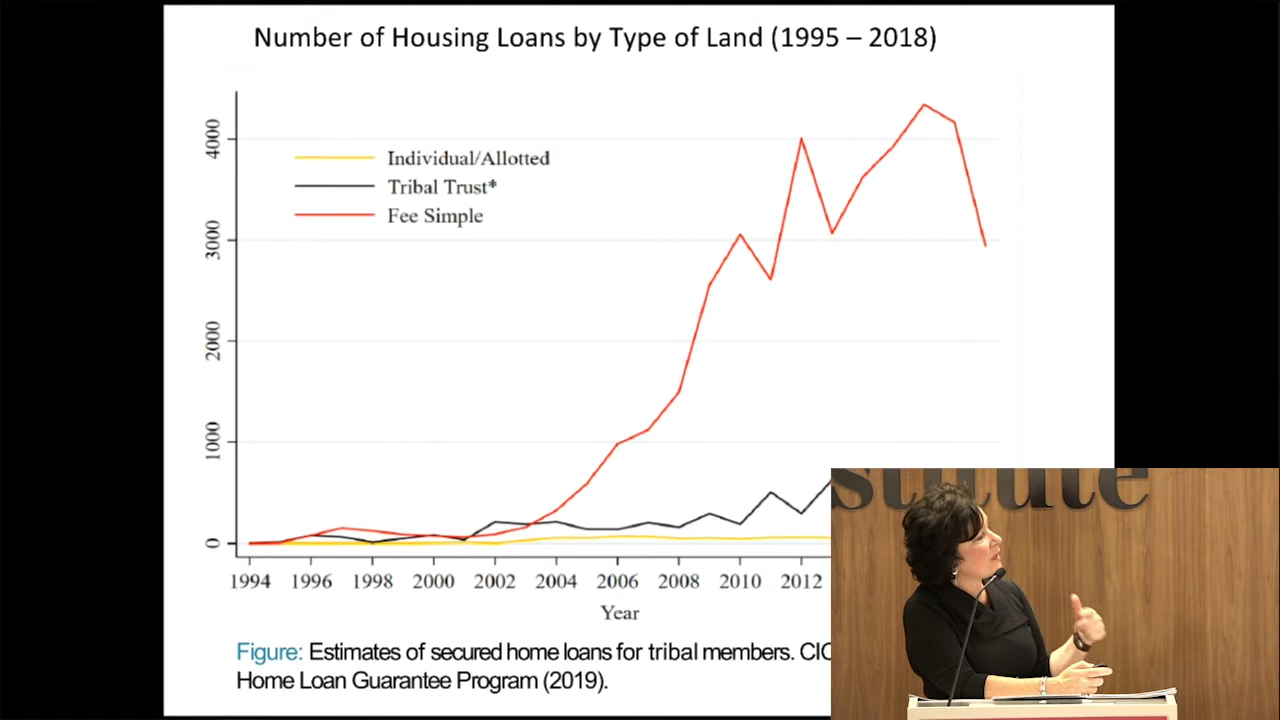 Number of Housing Loans by Type of Land (1995 – 2018)
Individual/Allotted
Tribal Trust*
Fee Simple
4000
3000
2000
1000
0
1994 1996 1998 2000 2002 2004 2006 2008 2010 2012
Year
Figure: Estimates of secured home loans for tribal members. CIC
Home Loan Guarantee Program (2019).
stitute